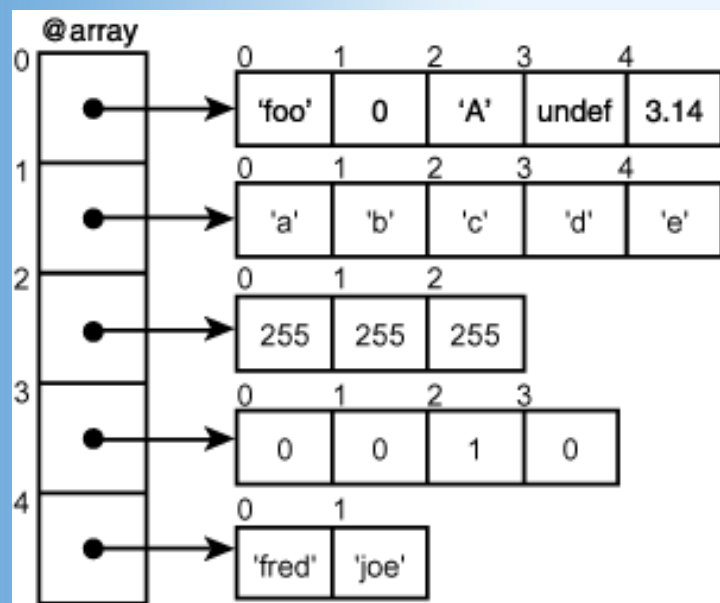 @array
0
0 1 2 3 4
'foo' 0 'A' undef 3.14
1
0 1 2 3 4
'a' 'b' 'c' 'd' 'e'
2
0 1 2
255 255 255
3
0 1 2 3
0 0 1 0
4
0 1
'fred' 'joe'